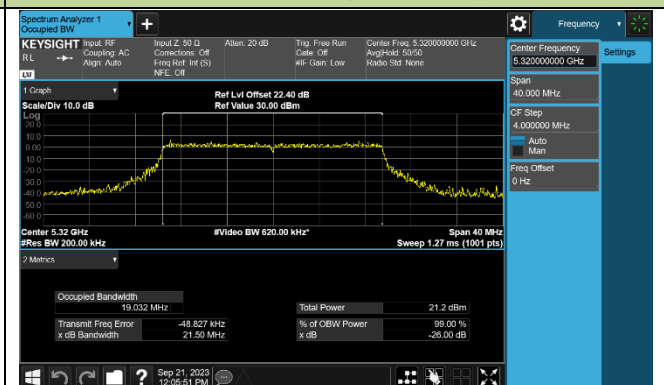 Spectrum Analyzer 1
Occupied BW
+
Frequency
KEYSIGHT
RL
LXI
Input: RF
Coupling: AC
Align: Auto
Input Z: 50 Ω
Corrections: Off
Freq Ref: Int (S)
NFE: Off
Atten: 20 dB
Trig: Free Run
Gate: Off
#IF Gain: Low
Center Freq: 5.320000000 GHz
Avg|Hold: 50/50
Radio Std: None
Center Frequency
5.320000000 GHz
Settings
Span
40.000 MHz
CF Step
4.000000 MHz
Auto
Man
Freq Offset
0 Hz
1 Graph
Scale/Div 10.0 dB
Ref Lvl Offset 22.40 dB
Ref Value 30.00 dBm
Log
20.0
10.0
0.00
-10.0
-20.0
-30.0
-40.0
-50.0
-60.0
Center 5.32 GHz
#Res BW 200.00 kHz
#Video BW 620.00 kHz*
Span 40 MHz
Sweep 1.27 ms (1001 pts)
2 Metrics
Occupied Bandwidth
19.032 MHz
Total Power 21.2 dBm
Transmit Freq Error -48.827 kHz
% of OBW Power 99.00 %
x dB Bandwidth 21.50 MHz
x dB -26.00 dB
?
Sep 21, 2023
12:05:51 PM